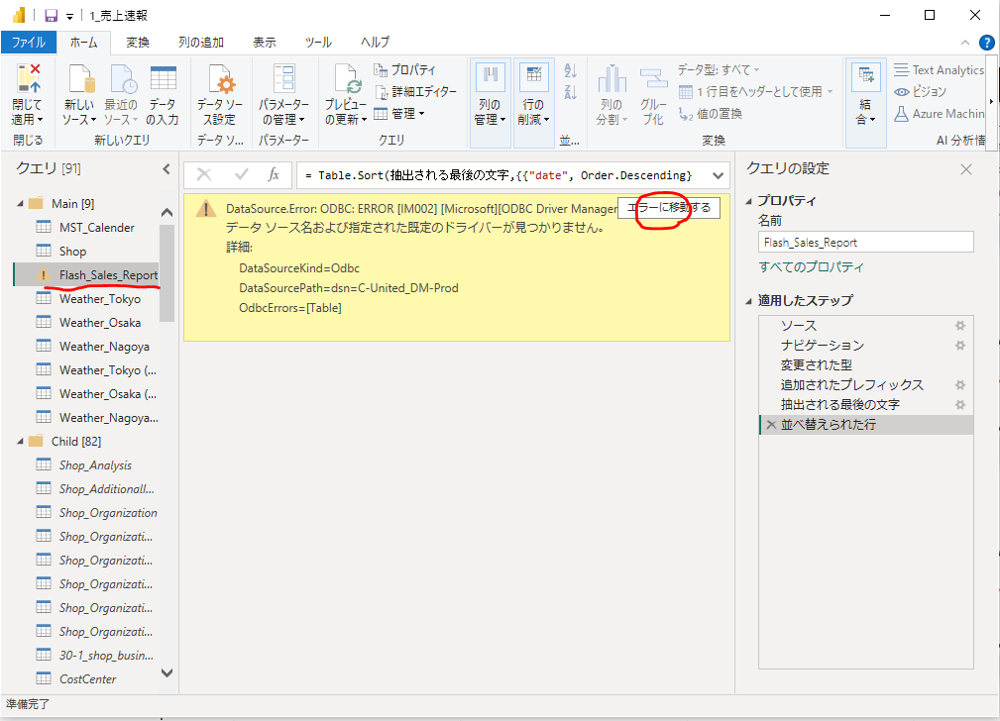 1_売上速報
ファイル ホーム 変換 列の追加 表示 ツール ヘルプ
閉じて適用 新しいソース 最近のソース データの入力 データ ソース設定 パラメーターの管理 プレビューの更新 プロパティ 詳細エディター 管理 列の管理 行の削減 列の分割 グループ化 データ型: すべて 1 行目をヘッダーとして使用 値の置換 結合 Text Analytics ビジョン Azure Machin
閉じる 新しいクエリ データ ソ... パラメーター クエリ 並... 変換 AI 分析情
クエリ [91]
Main [9]
MST_Calender
Shop
Flash_Sales_Report
Weather_Tokyo
Weather_Osaka
Weather_Nagoya
Weather_Tokyo (...
Weather_Osaka (...
Weather_Nagoya...
Child [82]
Shop_Analysis
Shop_Additionall...
Shop_Organization
Shop_Organizati...
Shop_Organizati...
Shop_Organizati...
Shop_Organizati...
Shop_Organizati...
30-1_shop_busin...
CostCenter
fx
= Table.Sort(抽出される最後の文字,{{"date", Order.Descending}
DataSource.Error: ODBC: ERROR [IM002] [Microsoft][ODBC Driver Manager
エラーに移動する
データ ソース名および指定された既定のドライバーが見つかりません。
詳細:
DataSourceKind=Odbc
DataSourcePath=dsn=C-United_DM-Prod
OdbcErrors=[Table]
クエリの設定
プロパティ
名前
Flash_Sales_Report
すべてのプロパティ
適用したステップ
ソース
ナビゲーション
変更された型
追加されたプレフィックス
抽出される最後の文字
並べ替えられた行
準備完了